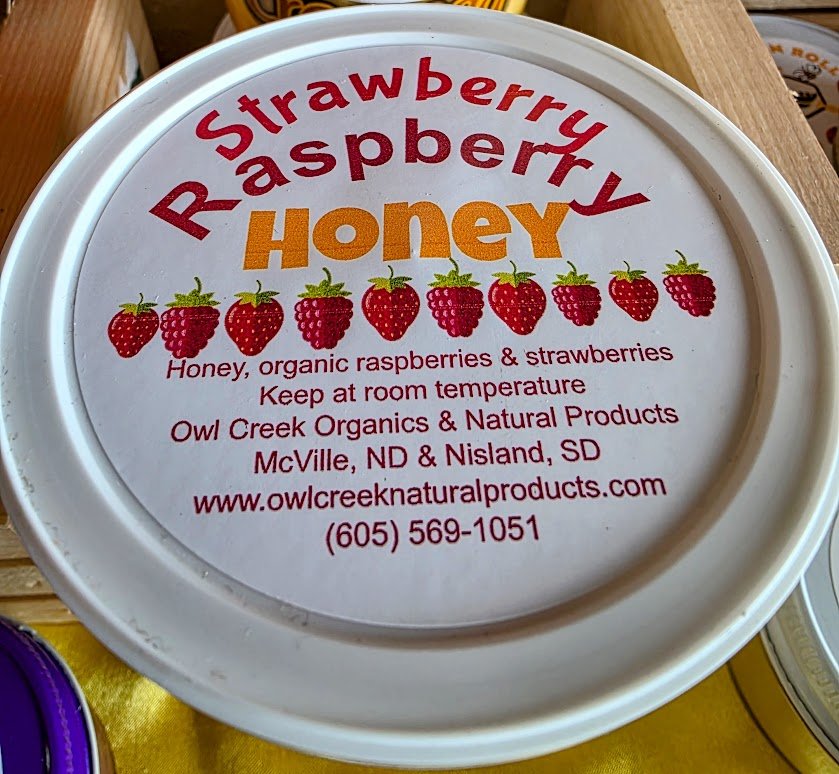 Strawberry
Raspberry
Honey
Honey, organic raspberries & strawberries
Keep at room temperature
Owl Creek Organics & Natural Products
McVille, ND & Nisland, SD
www.owlcreeknaturalproducts.com
(605) 569-1051